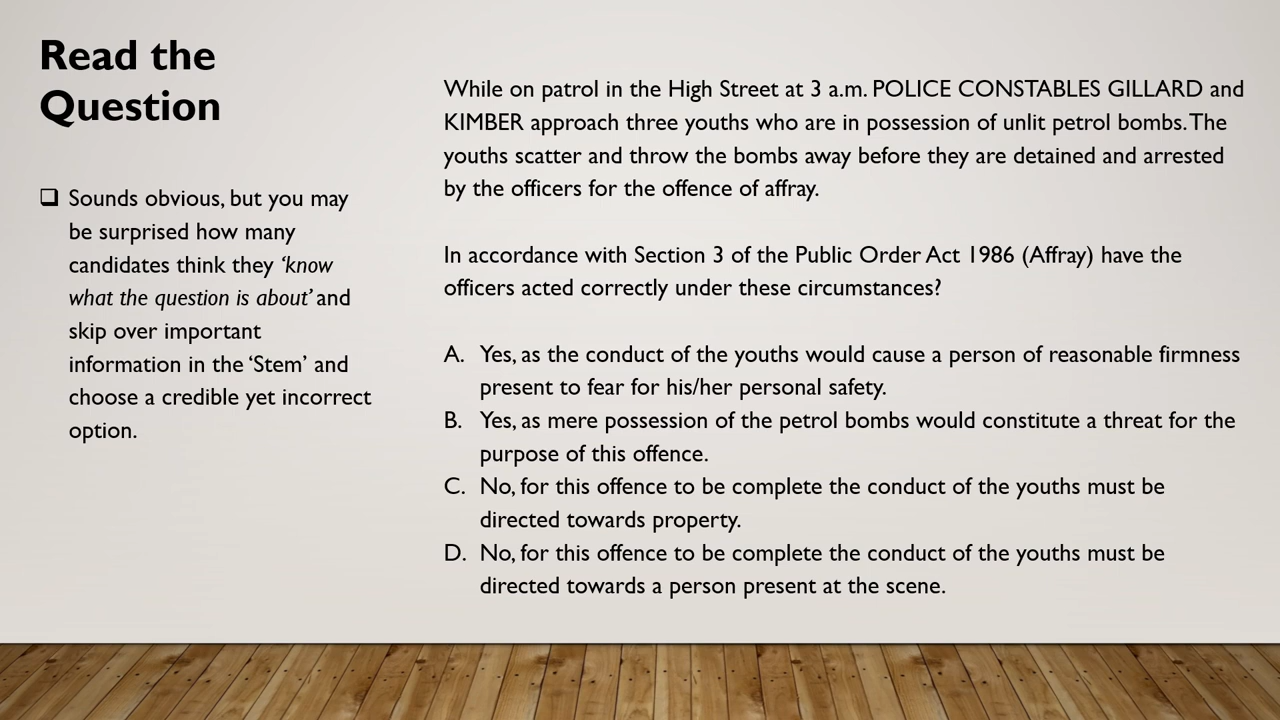 Read the
Question
❑ Sounds obvious, but you may
be surprised how many
candidates think they ‘know
what the question is about’ and
skip over important
information in the ‘Stem’ and
choose a credible yet incorrect
option.
While on patrol in the High Street at 3 a.m. POLICE CONSTABLES GILLARD and
KIMBER approach three youths who are in possession of unlit petrol bombs. The
youths scatter and throw the bombs away before they are detained and arrested
by the officers for the offence of affray.
In accordance with Section 3 of the Public Order Act 1986 (Affray) have the
officers acted correctly under these circumstances?
A. Yes, as the conduct of the youths would cause a person of reasonable firmness
present to fear for his/her personal safety.
B. Yes, as mere possession of the petrol bombs would constitute a threat for the
purpose of this offence.
C. No, for this offence to be complete the conduct of the youths must be
directed towards property.
D. No, for this offence to be complete the conduct of the youths must be
directed towards a person present at the scene.